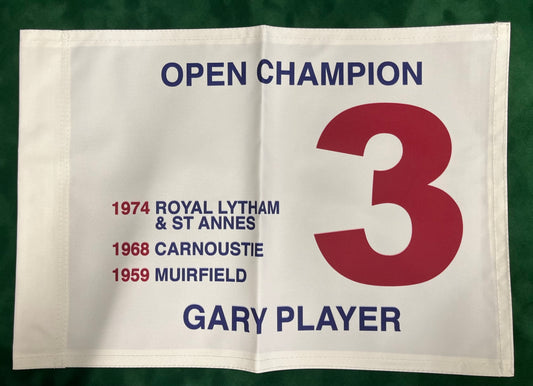 OPEN CHAMPION
3
1974 ROYAL LYTHAM
& ST ANNES
1968 CARNOUSTIE
1959 MUIRFIELD
GARY PLAYER